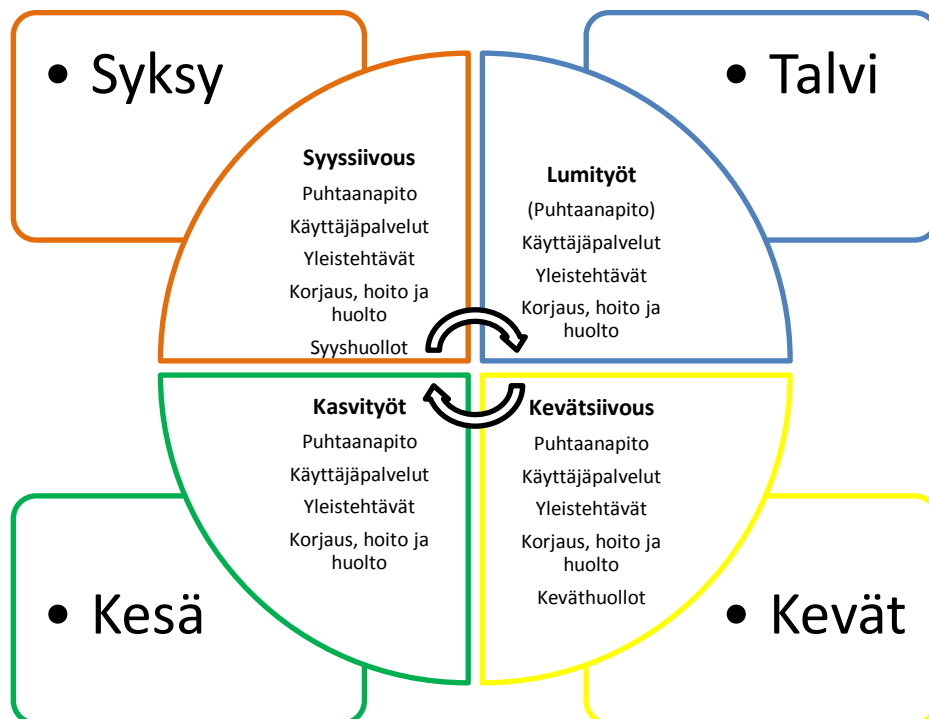 • Syksy
Syyssiivous
Puhtaanapito
Käyttäjäpalvelut
Yleistehtävät
Korjaus, hoito ja
huolto
Syyshuollot
• Talvi
Lumityöt
(Puhtaanapito)
Käyttäjäpalvelut
Yleistehtävät
Korjaus, hoito ja
huolto
Kasvityöt
Puhtaanapito
Käyttäjäpalvelut
Yleistehtävät
Korjaus, hoito ja
huolto
• Kesä
Kevätsiivous
Puhtaanapito
Käyttäjäpalvelut
Yleistehtävät
Korjaus, hoito ja
huolto
Keväthuollot
• Kevät